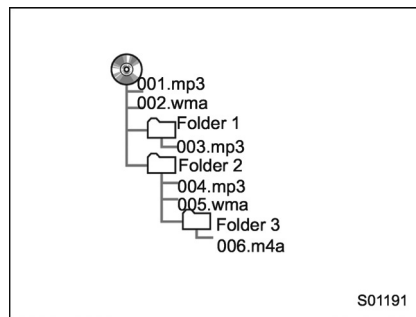 001.mp3
002.wma
Folder 1
003.mp3
Folder 2
004.mp3
005.wma
Folder 3
006.m4a
S01191